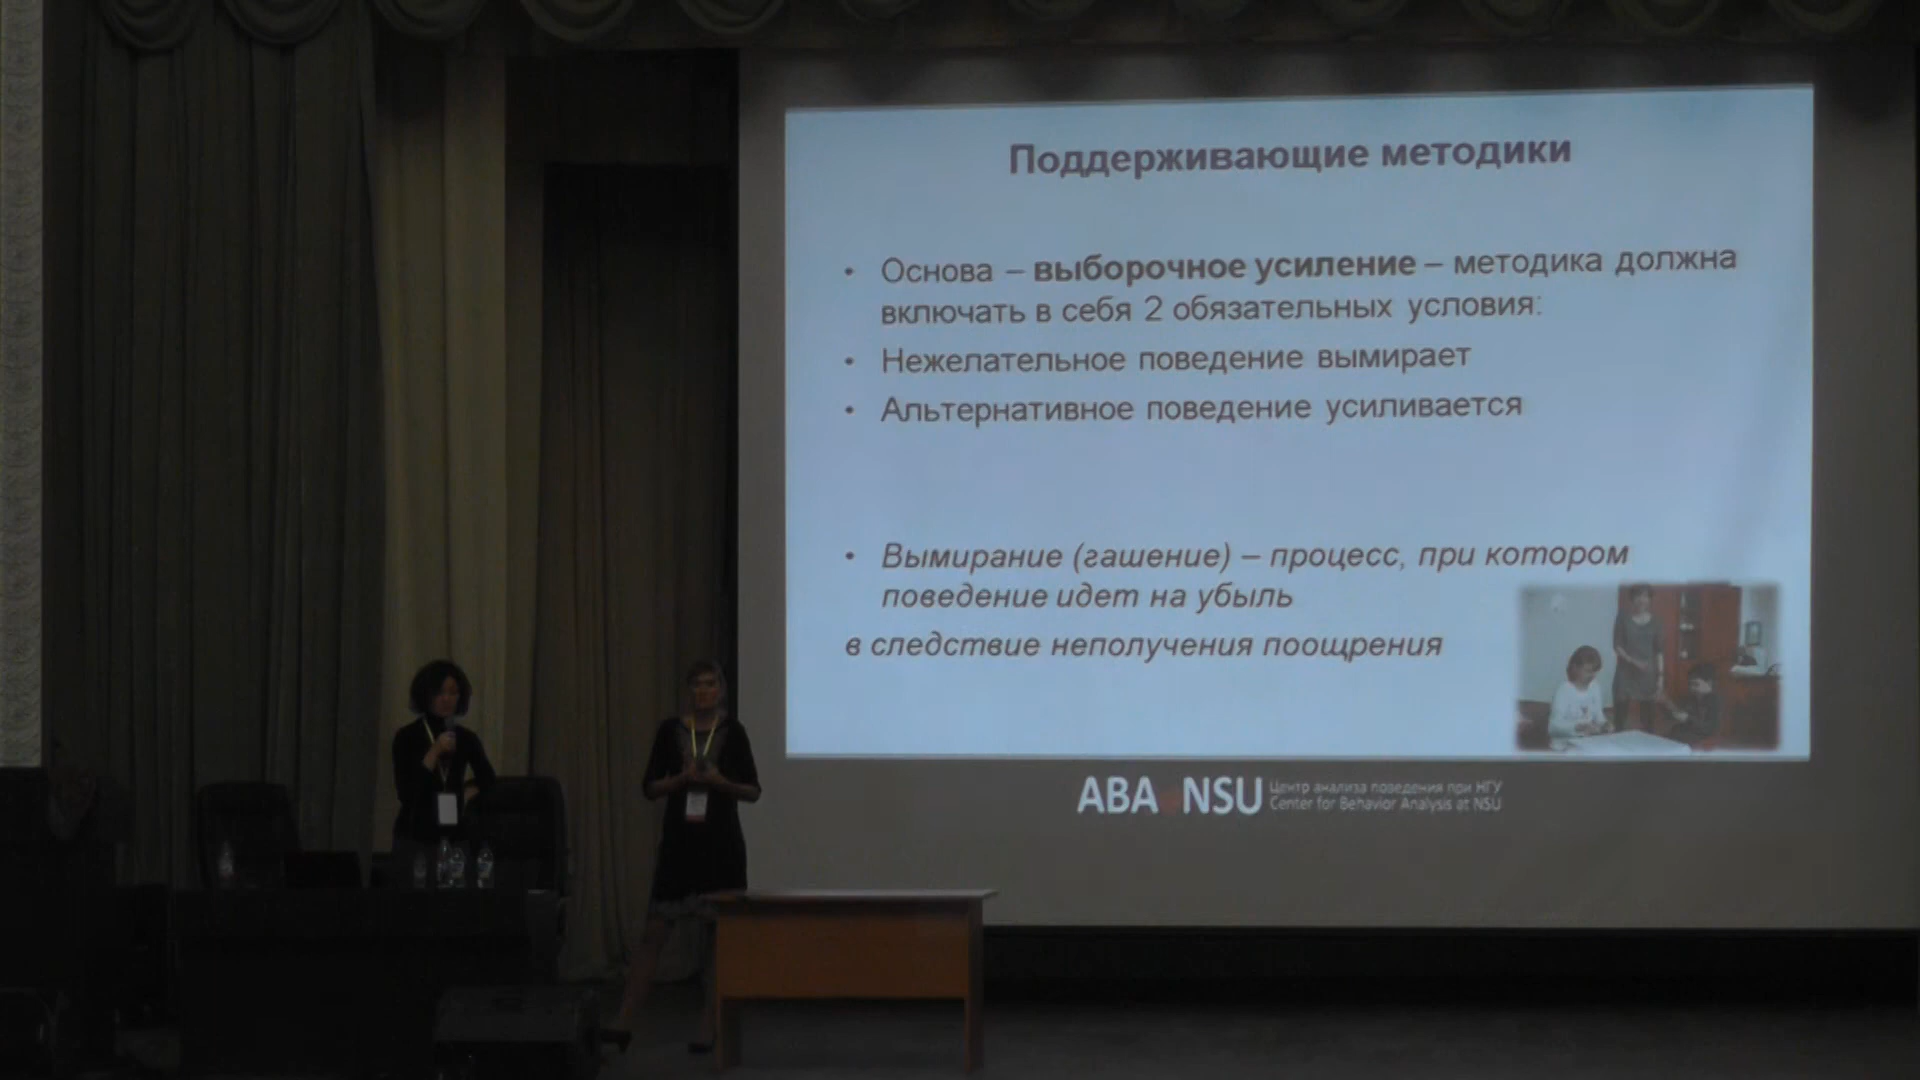 Поддерживающие методики
• Основа – выборочное усиление – методика должна
включать в себя 2 обязательных условия:
• Нежелательное поведение вымирает
• Альтернативное поведение усиливается
• Вымирание (гашение) – процесс, при котором
поведение идет на убыль
в следствие неполучения поощрения
ABA NSU
Центр анализа поведения при НГУ
Center for Behavior Analysis at NSU